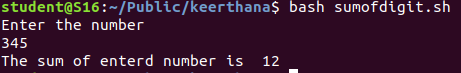 student@S16:~/Public/keerthana$ bash sumofdigit.sh
Enter the number
345
The sum of enterd number is  12